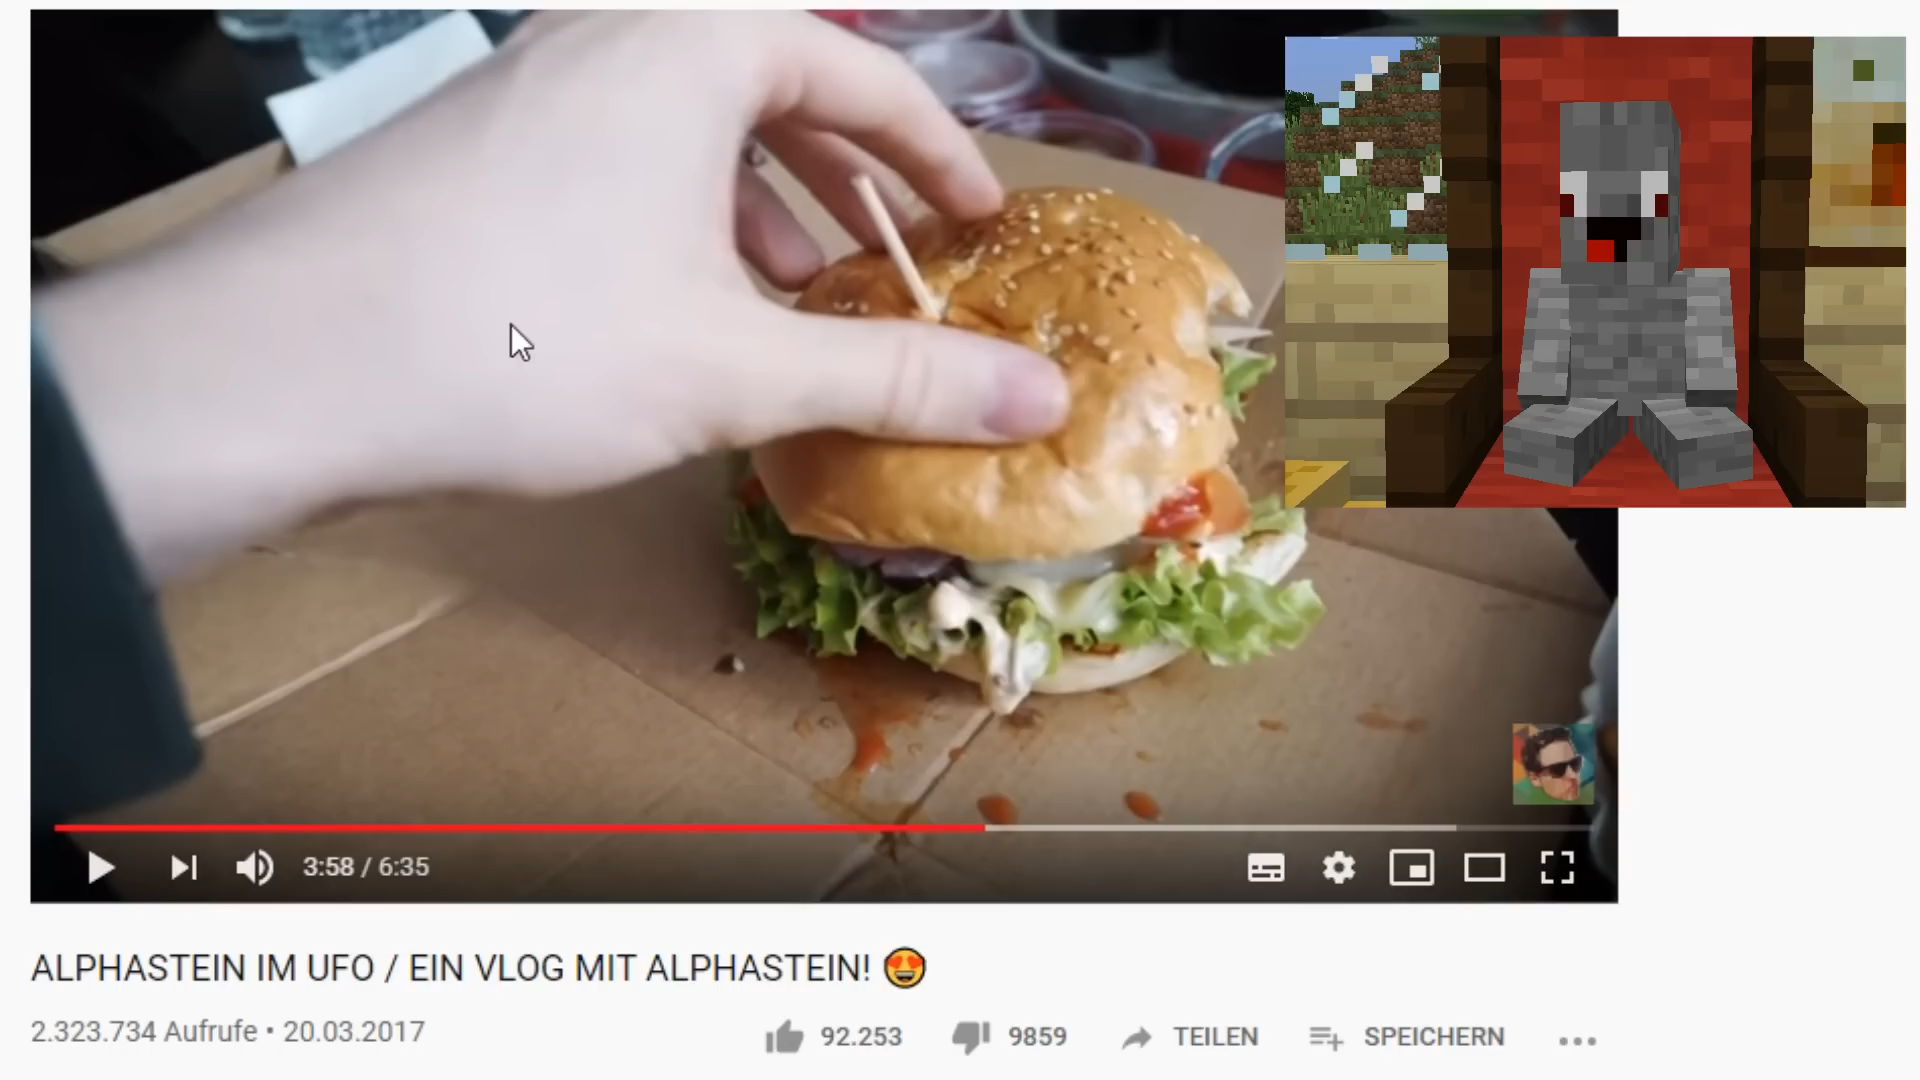 3:58 / 6:35
ALPHASTEIN IM UFO / EIN VLOG MIT ALPHASTEIN! 😍
2.323.734 Aufrufe • 20.03.2017
92.253
9859
TEILEN
SPEICHERN